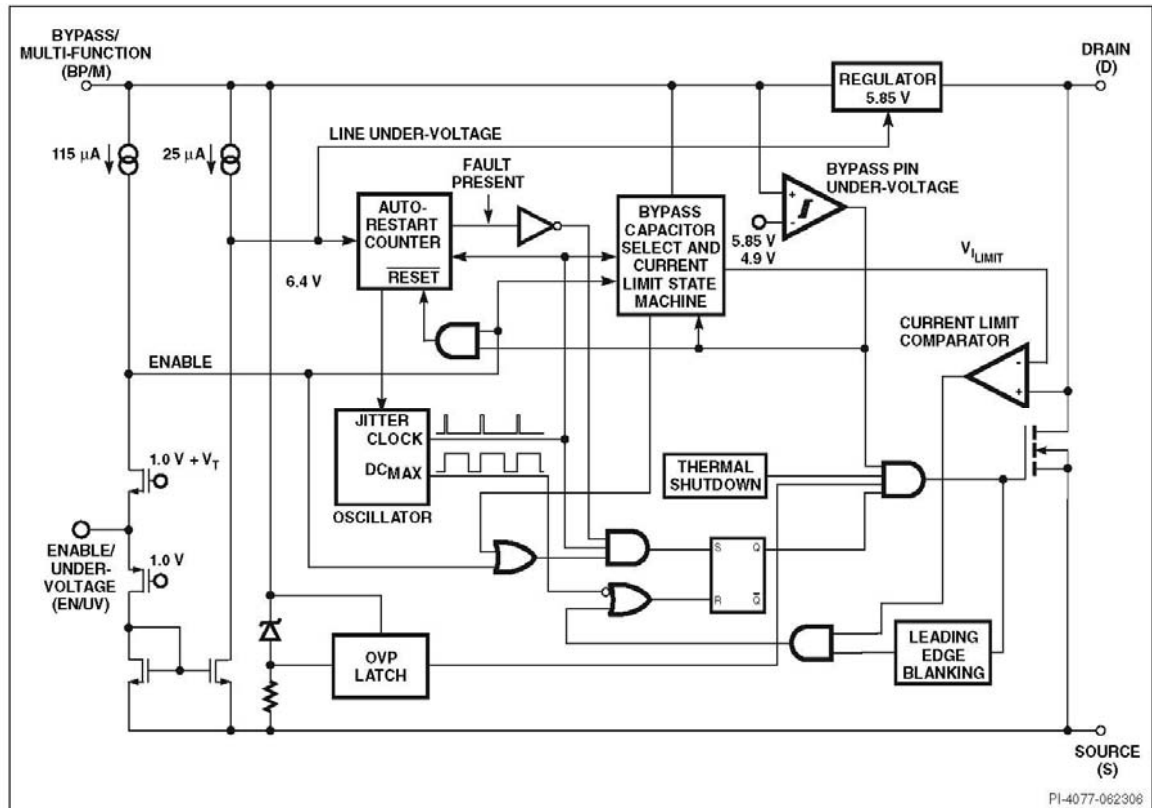 BYPASS/
MULTI-FUNCTION
(BP/M)
DRAIN
(D)
REGULATOR
5.85 V
LINE UNDER-VOLTAGE
115 μA
25 μA
FAULT
PRESENT
BYPASS PIN
UNDER-VOLTAGE
AUTO-
RESTART
COUNTER
RESET
6.4 V
BYPASS
CAPACITOR
SELECT AND
CURRENT
LIMIT STATE
MACHINE
+
-
5.85 V
4.9 V
VILIMIT
CURRENT LIMIT
COMPARATOR
-
+
ENABLE
JITTER
CLOCK
DCMAX
OSCILLATOR
1.0 V + VT
THERMAL
SHUTDOWN
ENABLE/
UNDER-
VOLTAGE
(EN/UV)
1.0 V
S Q
R Q
OVP
LATCH
LEADING
EDGE
BLANKING
SOURCE
(S)
PI-4077-062306